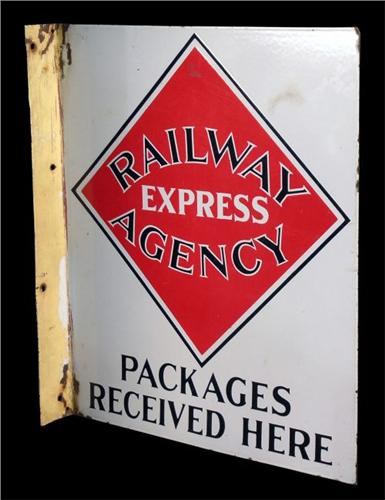 RAILWAY
EXPRESS
AGENCY
PACKAGES
RECEIVED HERE